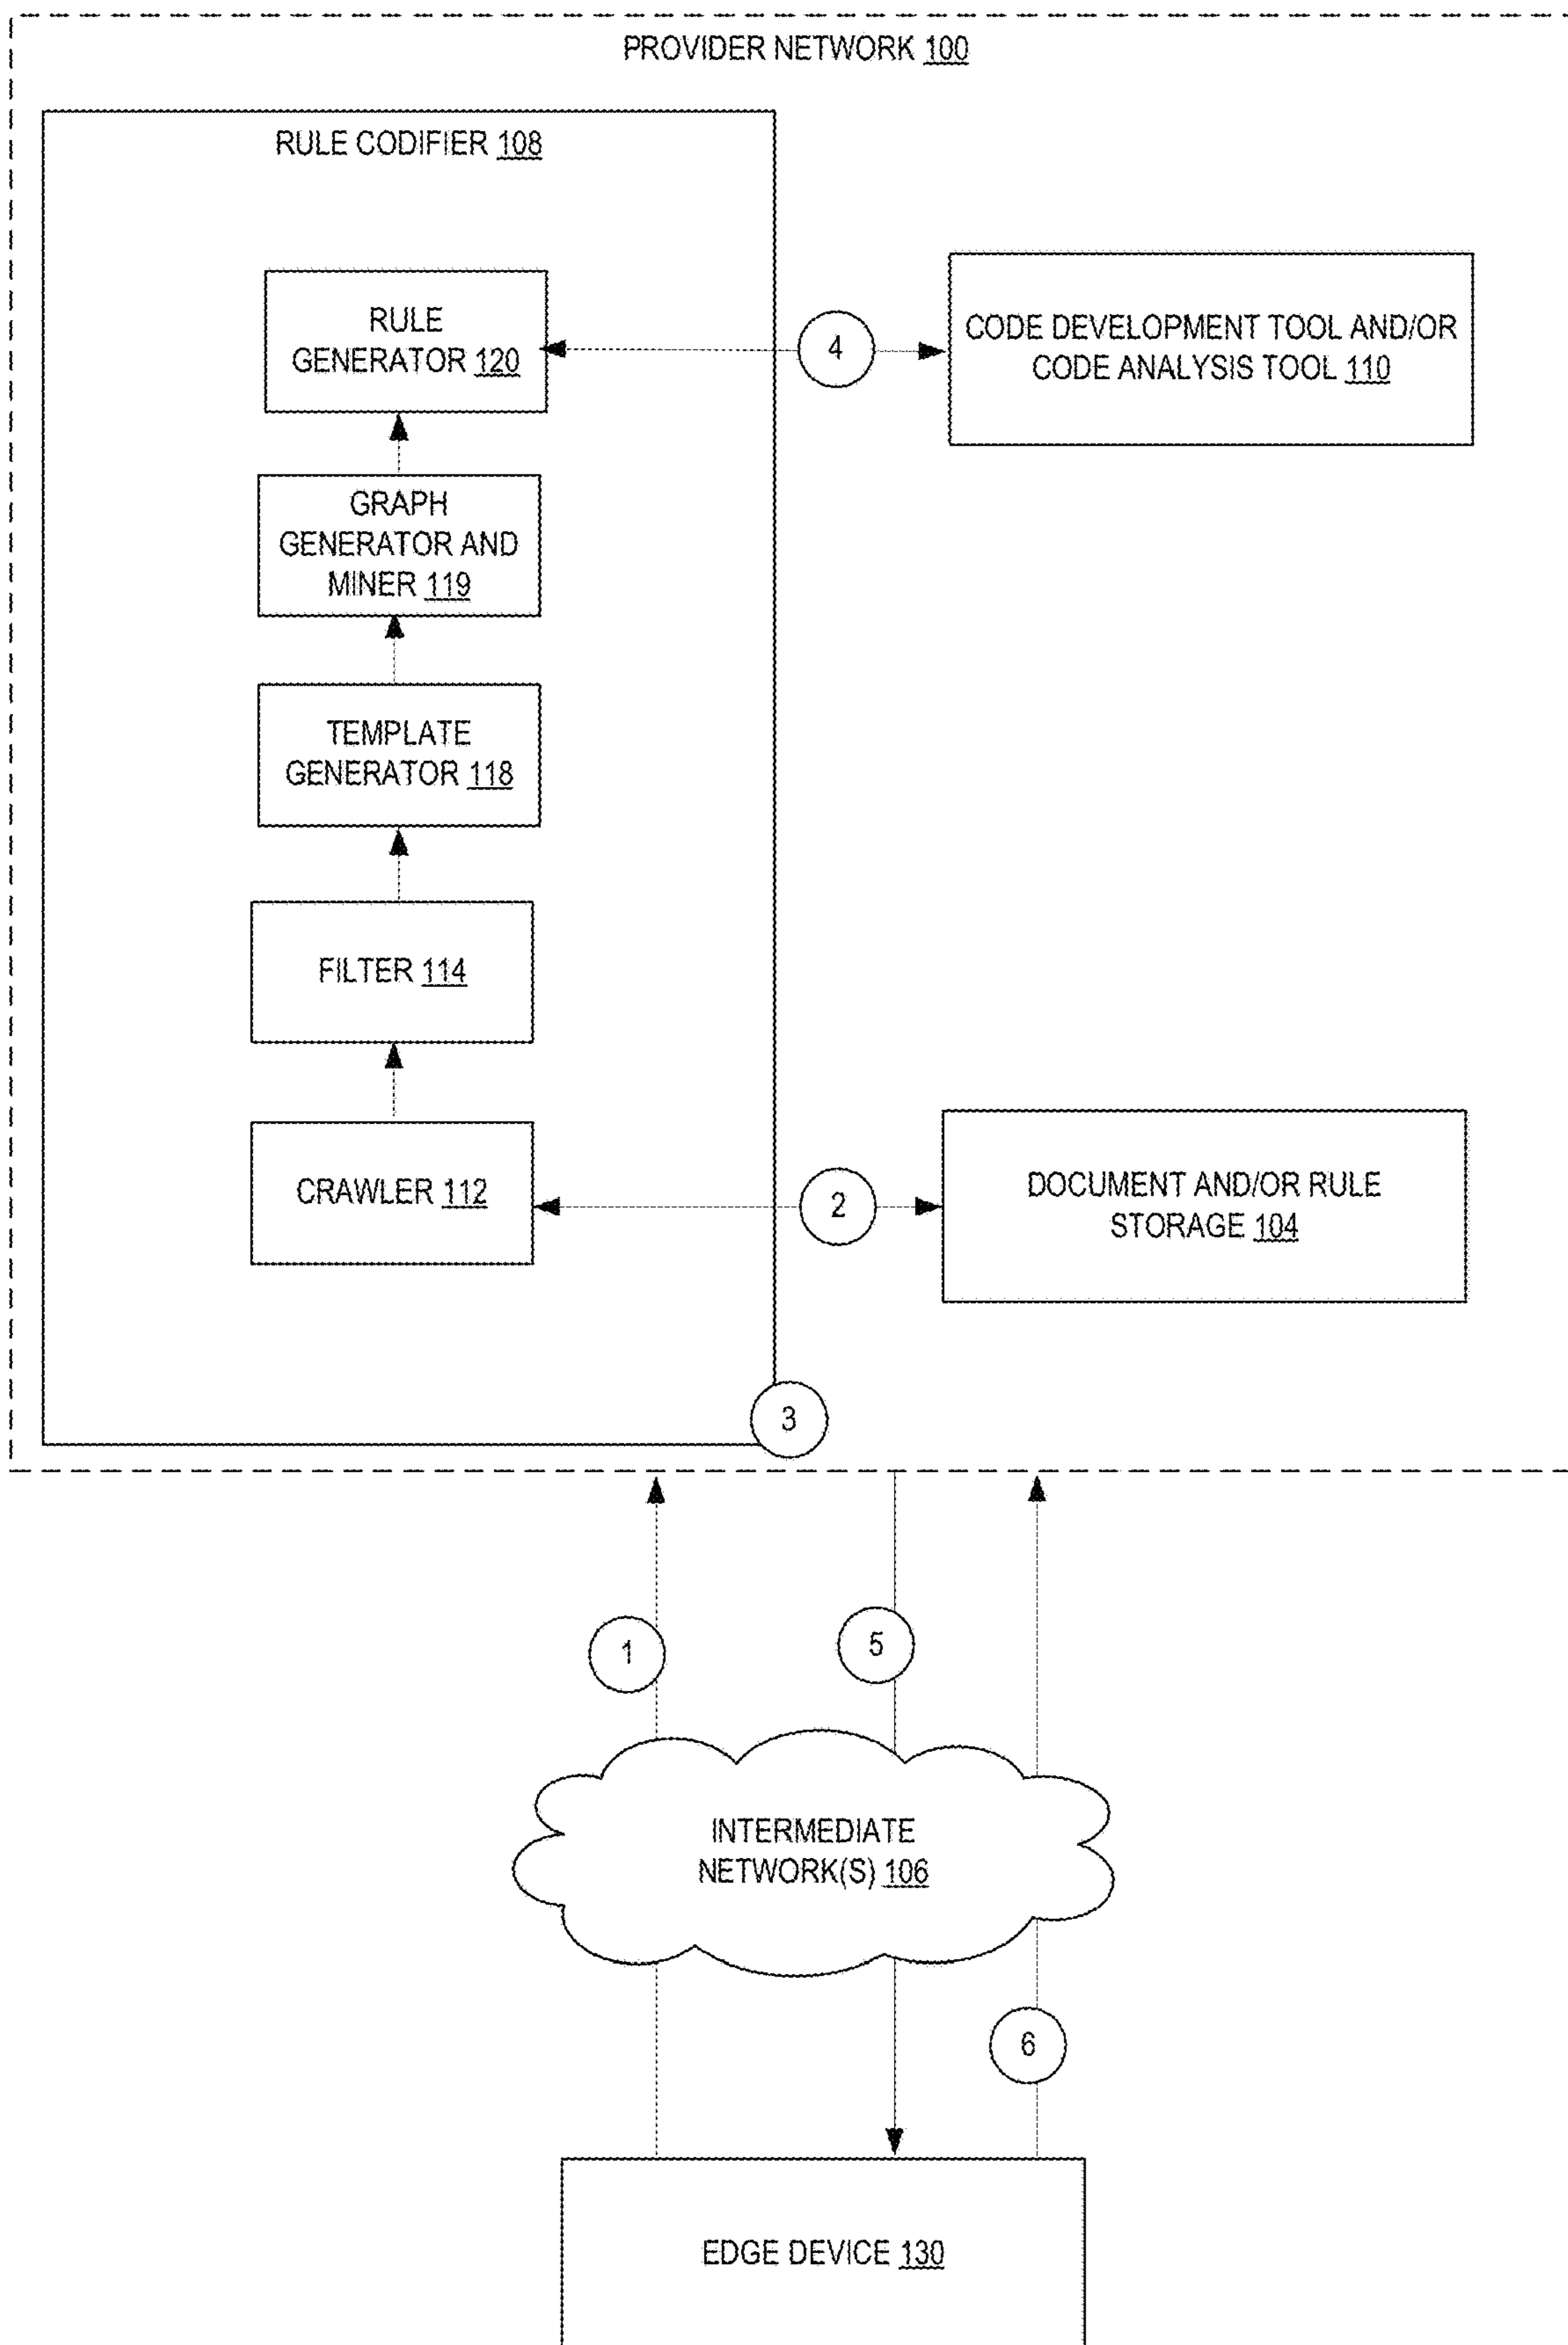 PROVIDER NETWORK 100
RULE CODIFIER 108
RULE
GENERATOR 120
4
CODE DEVELOPMENT TOOL AND/OR
CODE ANALYSIS TOOL 110
GRAPH
GENERATOR AND
MINER 119
TEMPLATE
GENERATOR 118
FILTER 114
CRAWLER 112
2
DOCUMENT AND/OR RULE
STORAGE 104
3
1
5
INTERMEDIATE
NETWORK(S) 106
6
EDGE DEVICE 130